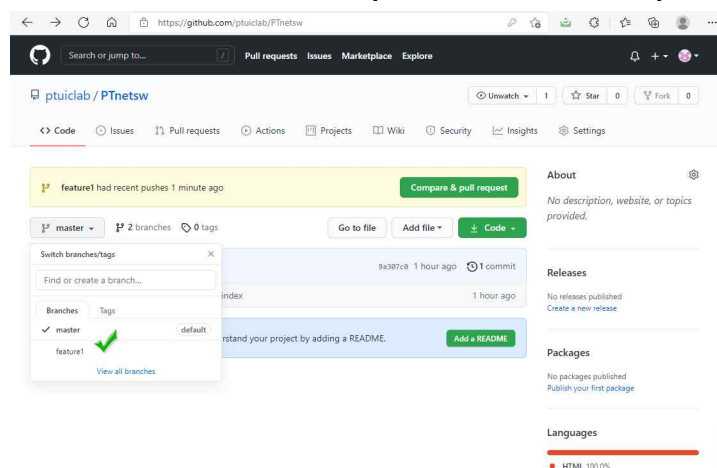 https://github.com/ptuiclab/PTnetsw
Search or jump to... / Pull requests Issues Marketplace Explore
ptuiclab / PTnetsw
Unwatch 1 Star 0 Fork 0
Code Issues Pull requests Actions Projects Wiki Security Insights Settings
feature1 had recent pushes 1 minute ago Compare & pull request
master 2 branches 0 tags Go to file Add file Code
Switch branches/tags
Find or create a branch...
Branches Tags
master default
feature1
View all branches
9a307c0 1 hour ago 1 commit
index 1 hour ago
rstand your project by adding a README. Add a README
About
No description, website, or topics
provided.
Releases
No releases published
Create a new release
Packages
No packages published
Publish your first package
Languages
HTML 100.0%